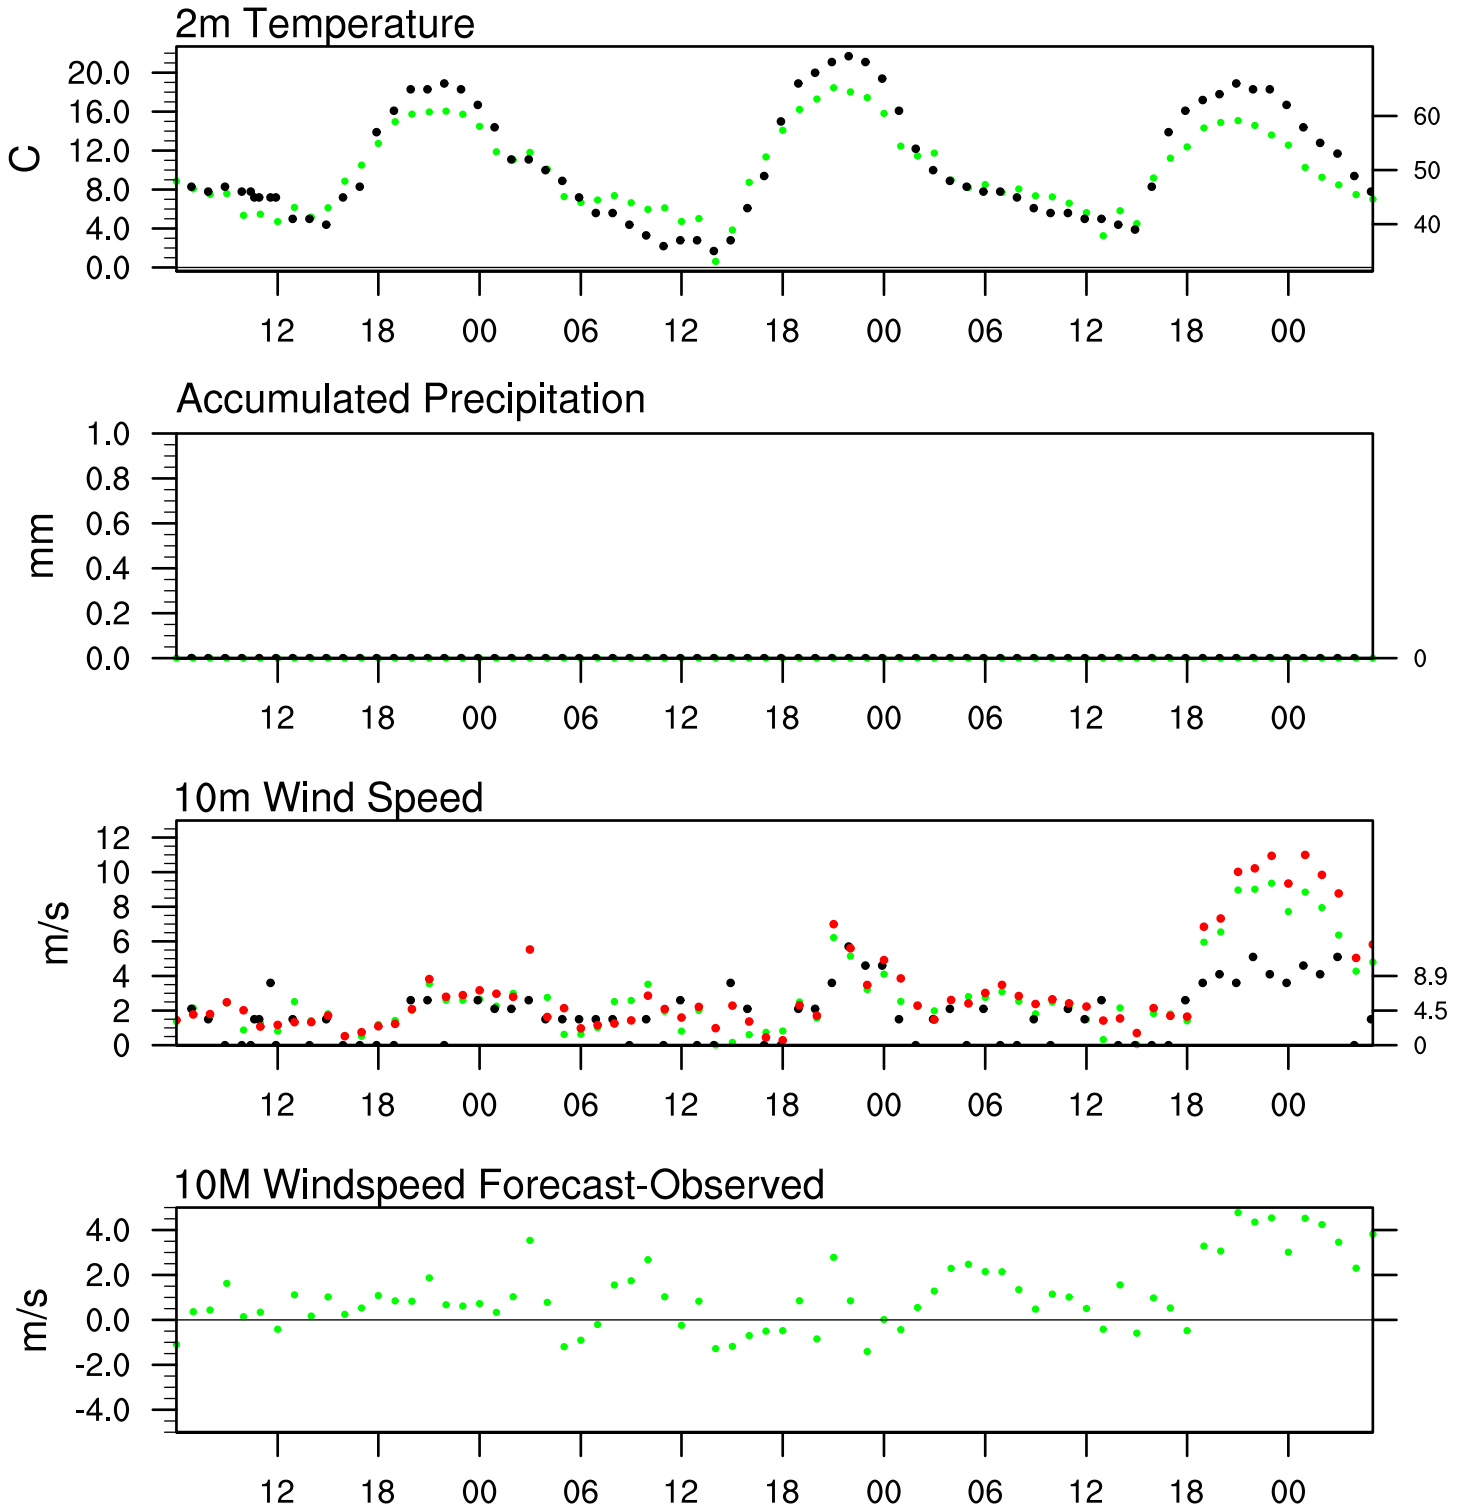 2m Temperature
20.0
16.0
12.0
8.0
4.0
0.0
C
60
50
40
12 18 00 06 12 18 00 06 12 18 00
Accumulated Precipitation
1.0
0.8
0.6
0.4
0.2
0.0
mm
0
12 18 00 06 12 18 00 06 12 18 00
10m Wind Speed
12
10
8
6
4
2
0
m/s
8.9
4.5
0
12 18 00 06 12 18 00 06 12 18 00
10M Windspeed Forecast-Observed
4.0
2.0
0.0
-2.0
-4.0
m/s
12 18 00 06 12 18 00 06 12 18 00